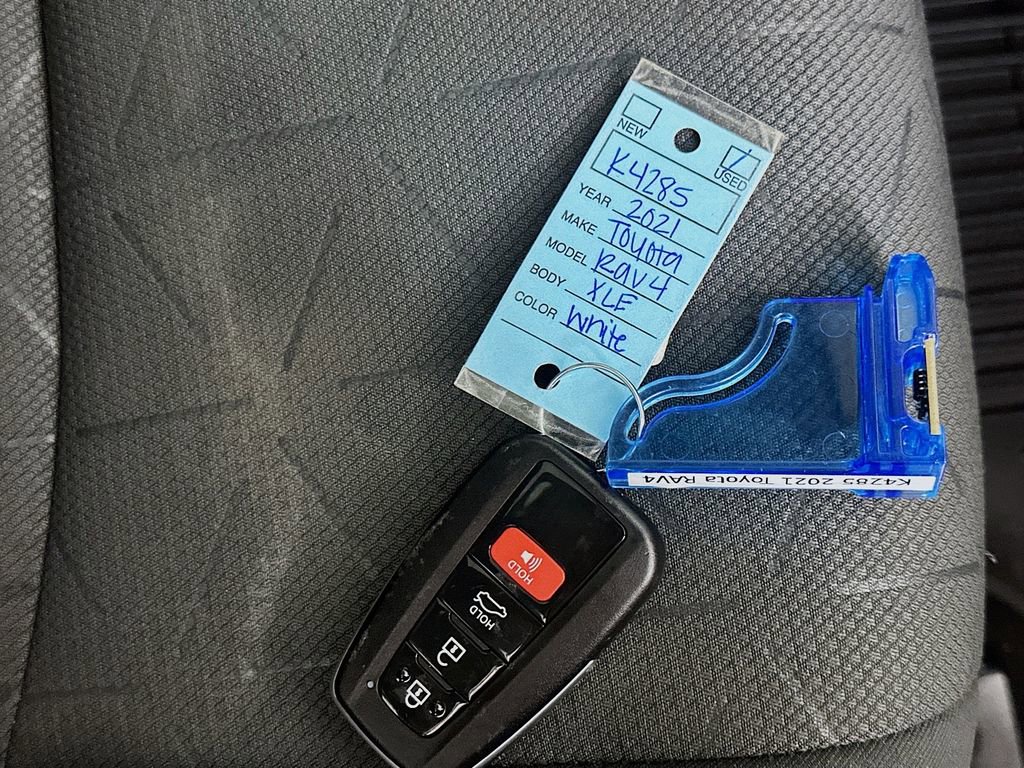 NEW
USED
K4285
YEAR 2021
MAKE Toyota
MODEL Rav4
BODY XLE
COLOR White
K4285 2021 Toyota RAV4
HOLD
HOLD